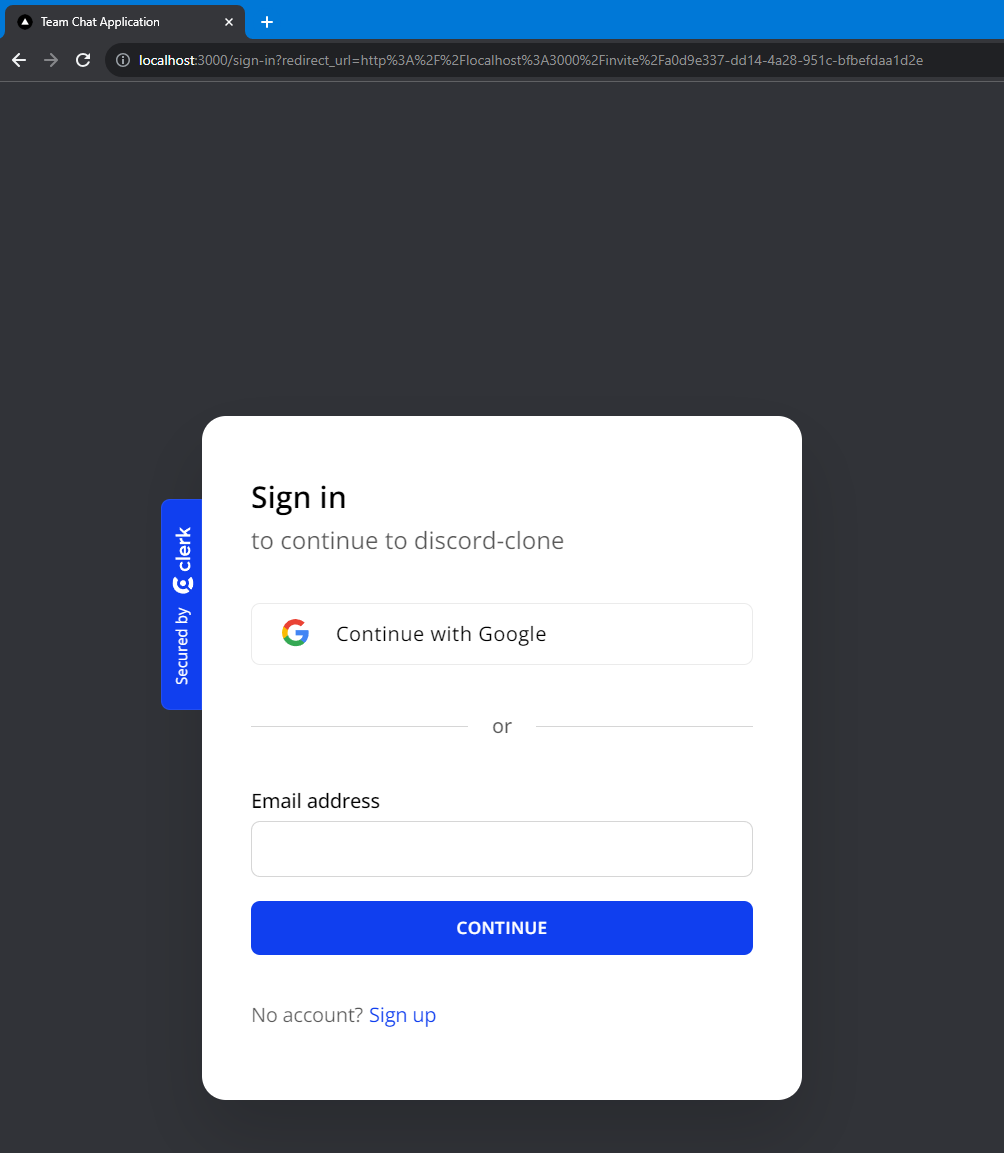 Team Chat Application
localhost:3000/sign-in?redirect_url=http%3A%2F%2Flocalhost%3A3000%2Finvite%2Fa0d9e337-dd14-4a28-951c-bfbefdaa1d2e
Sign in
to continue to discord-clone
Secured by clerk
Continue with Google
or
Email address
CONTINUE
No account? Sign up